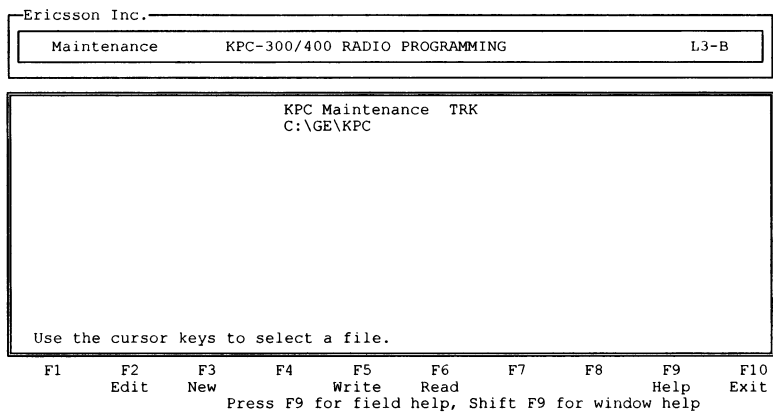 Ericsson Inc.
Maintenance KPC-300/400 RADIO PROGRAMMING L3-B
KPC Maintenance TRK
C:\GE\KPC
Use the cursor keys to select a file.
F1 F2 F3 F4 F5 F6 F7 F8 F9 F10
Edit New Write Read Help Exit
Press F9 for field help, Shift F9 for window help